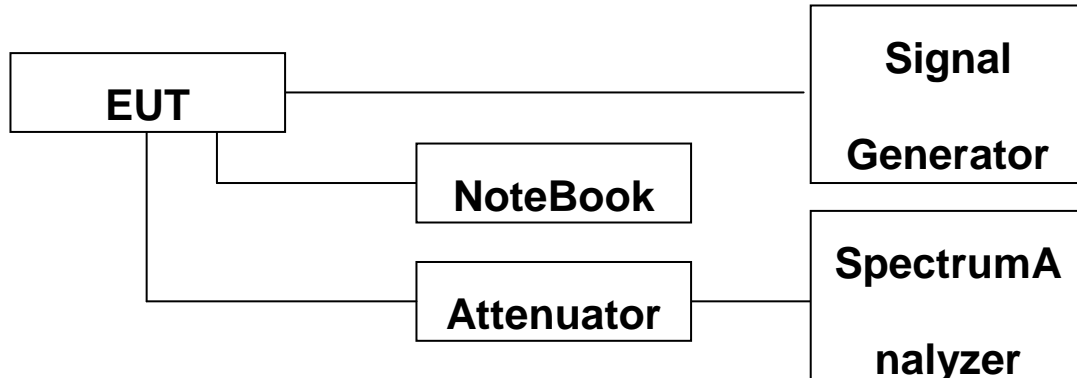 Signal
EUT
Generator
NoteBook
SpectrumA
Attenuator
nalyzer